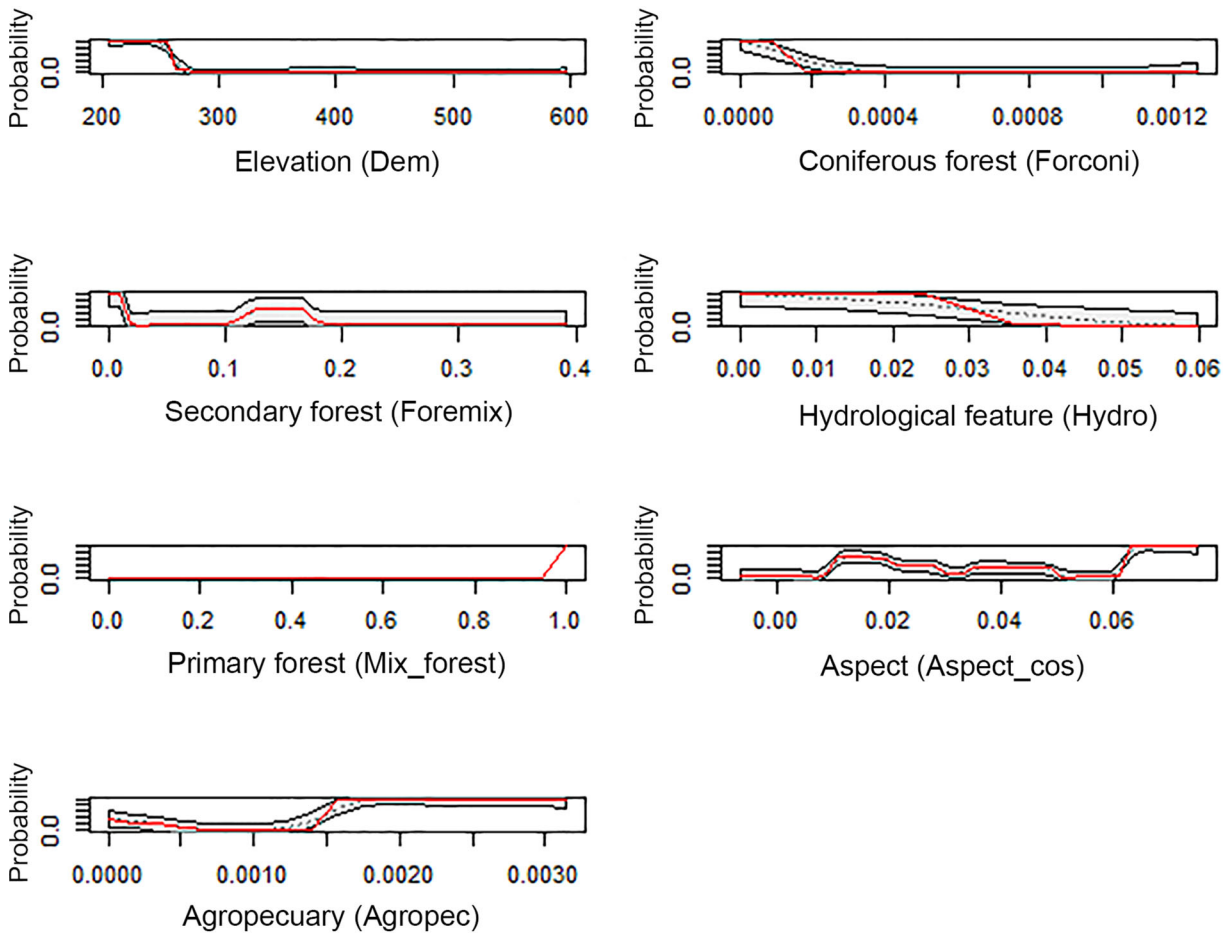 Probability
0.0
200 300 400 500 600
Elevation (Dem)
Probability
0.0
0.0000 0.0004 0.0008 0.0012
Coniferous forest (Forconi)
Probability
0.0
0.0 0.1 0.2 0.3 0.4
Secondary forest (Foremix)
Probability
0.0
0.00 0.01 0.02 0.03 0.04 0.05 0.06
Hydrological feature (Hydro)
Probability
0.0
0.0 0.2 0.4 0.6 0.8 1.0
Primary forest (Mix_forest)
Probability
0.0
0.00 0.02 0.04 0.06
Aspect (Aspect_cos)
Probability
0.0
0.0000 0.0010 0.0020 0.0030
Agropecuary (Agropec)